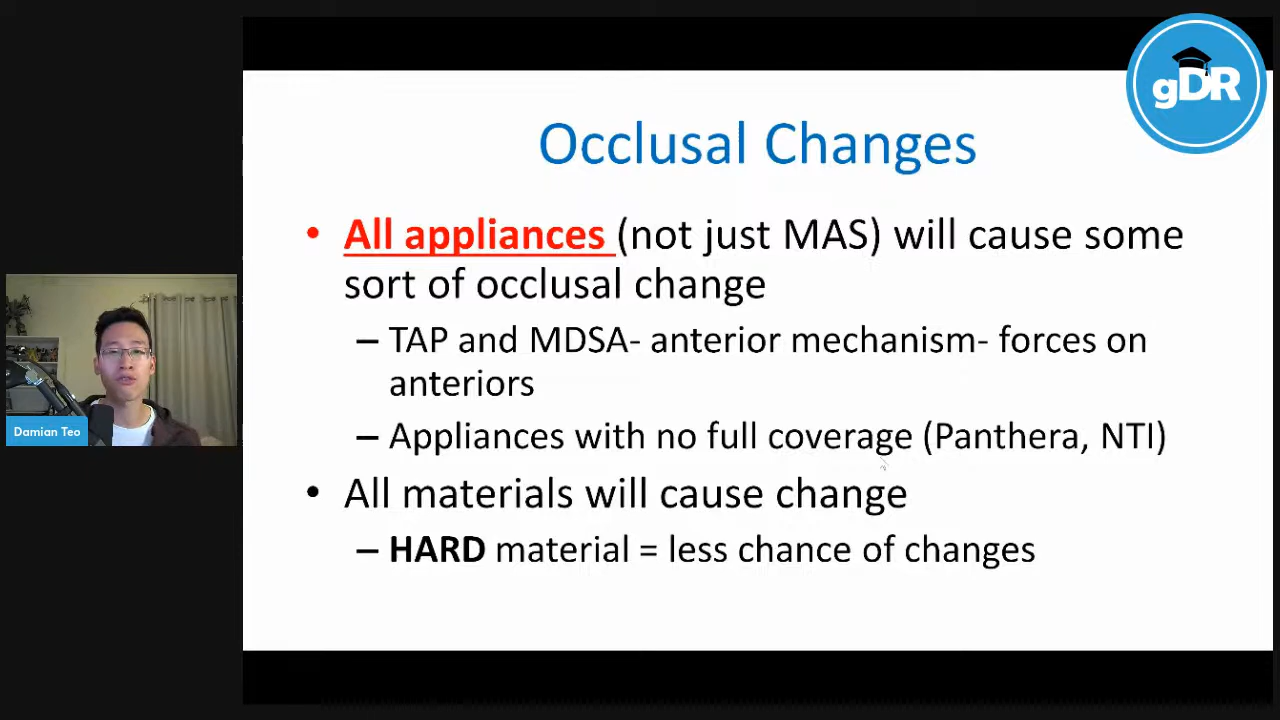 gDR
Occlusal Changes
• All appliances (not just MAS) will cause some
sort of occlusal change
– TAP and MDSA- anterior mechanism- forces on
anteriors
– Appliances with no full coverage (Panthera, NTI)
• All materials will cause change
– HARD material = less chance of changes
Damian Teo